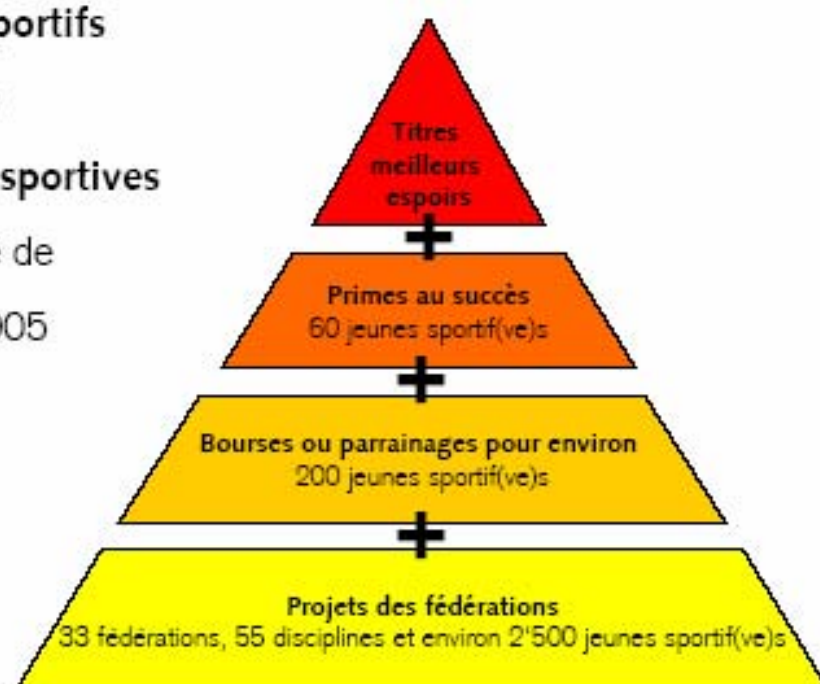 portifs
sportives
de
005
Titres
meilleurs
espoirs
Primes au succès
60 jeunes sportif(ve)s
Bourses ou parrainages pour environ
200 jeunes sportif(ve)s
Projets des fédérations
33 fédérations, 55 disciplines et environ 2'500 jeunes sportif(ve)s